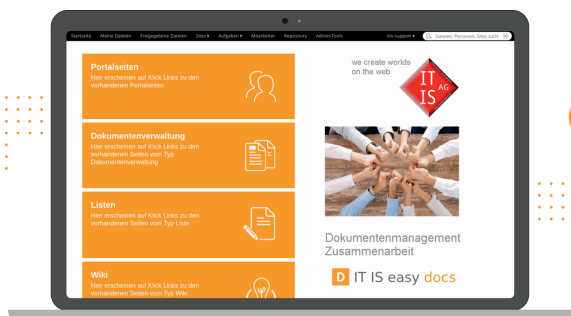 Startseite Meine Dateien Freigegebene Dateien Sites Aufgaben Mitarbeiter Repository Admin-Tools itis-support Dateien, Personen, Sites such
Portalseiten
Hier erscheinen auf Klick Links zu den
vorhandenen Portalseiten
Dokumentenverwaltung
Hier erscheinen auf Klick Links zu den
vorhandenen Seiten vom Typ
Dokumentenverwaltung
Listen
Hier erscheinen auf Klick Links zu den
vorhandenen Seiten vom Typ Liste
Wiki
Hier erscheinen auf Klick Links zu den
vorhandenen Seiten vom Typ Wiki
we create worlds
on the web
IT
IS AG
Dokumentenmanagement
Zusammenarbeit
D IT IS easy docs